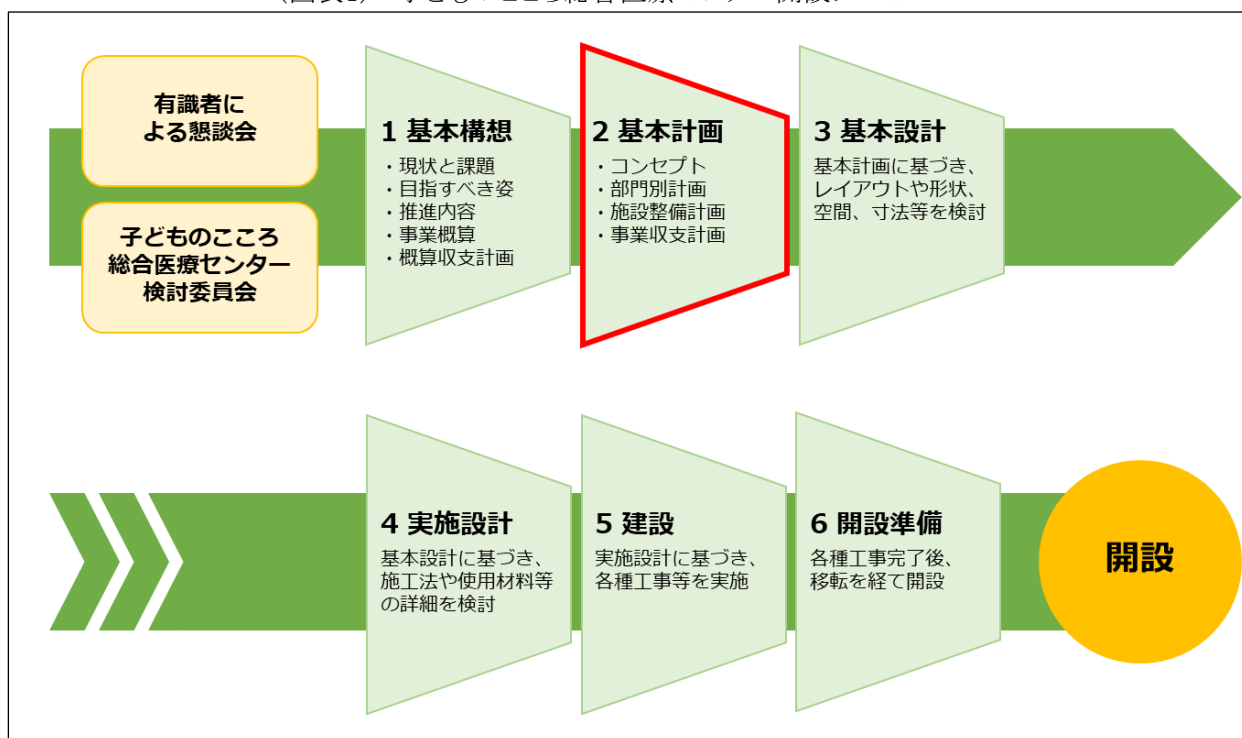 有識者に
よる懇談会
子どものこころ
総合医療センター
検討委員会
1 基本構想
・現状と課題
・目指すべき姿
・推進内容
・事業概算
・概算収支計画
2 基本計画
・コンセプト
・部門別計画
・施設整備計画
・事業収支計画
3 基本設計
基本計画に基づき、
レイアウトや形状、
空間、寸法等を検討
4 実施設計
基本設計に基づき、
施工法や使用材料等
の詳細を検討
5 建設
実施設計に基づき、
各種工事等を実施
6 開設準備
各種工事完了後、
移転を経て開設
開設